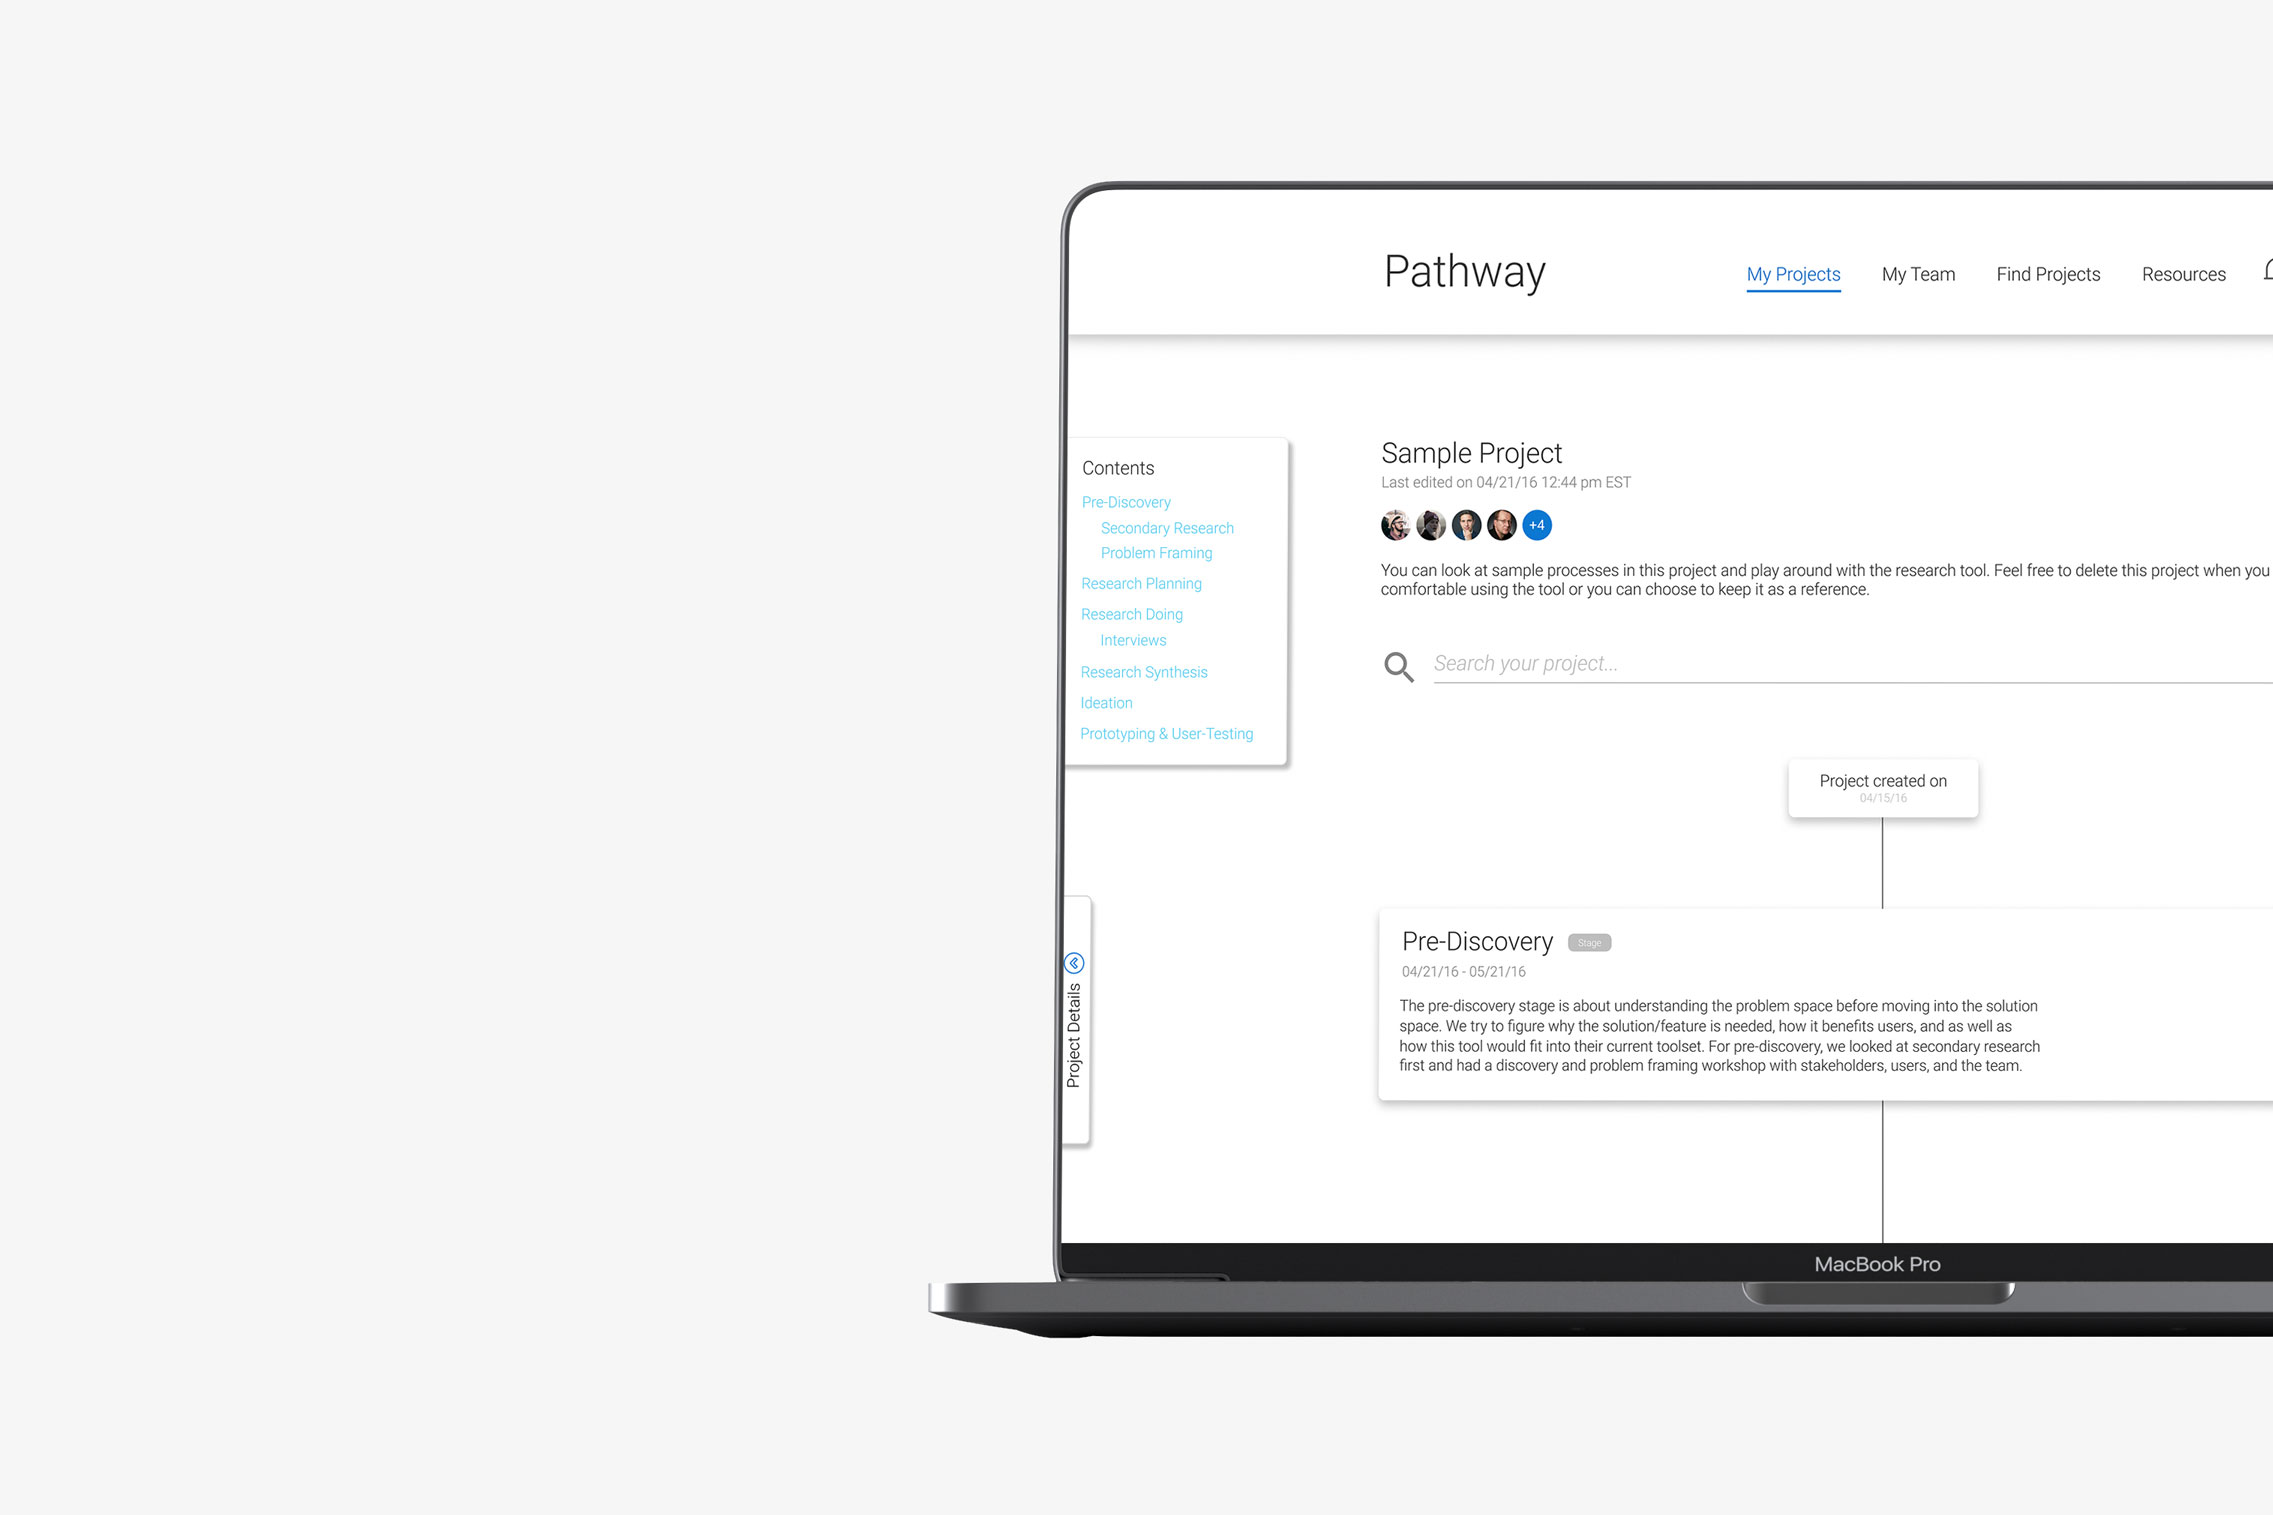 Pathway
My Projects
My Team
Find Projects
Resources
Contents
Pre-Discovery
Secondary Research
Problem Framing
Research Planning
Research Doing
Interviews
Research Synthesis
Ideation
Prototyping & User-Testing
Project Details
Sample Project
Last edited on 04/21/16 12:44 pm EST
+4
You can look at sample processes in this project and play around with the research tool. Feel free to delete this project when you
comfortable using the tool or you can choose to keep it as a reference.
Search your project...
Project created on
04/15/16
Pre-Discovery
Stage
04/21/16 - 05/21/16
The pre-discovery stage is about understanding the problem space before moving into the solution
space. We try to figure why the solution/feature is needed, how it benefits users, and as well as
how this tool would fit into their current toolset. For pre-discovery, we looked at secondary research
first and had a discovery and problem framing workshop with stakeholders, users, and the team.
MacBook Pro